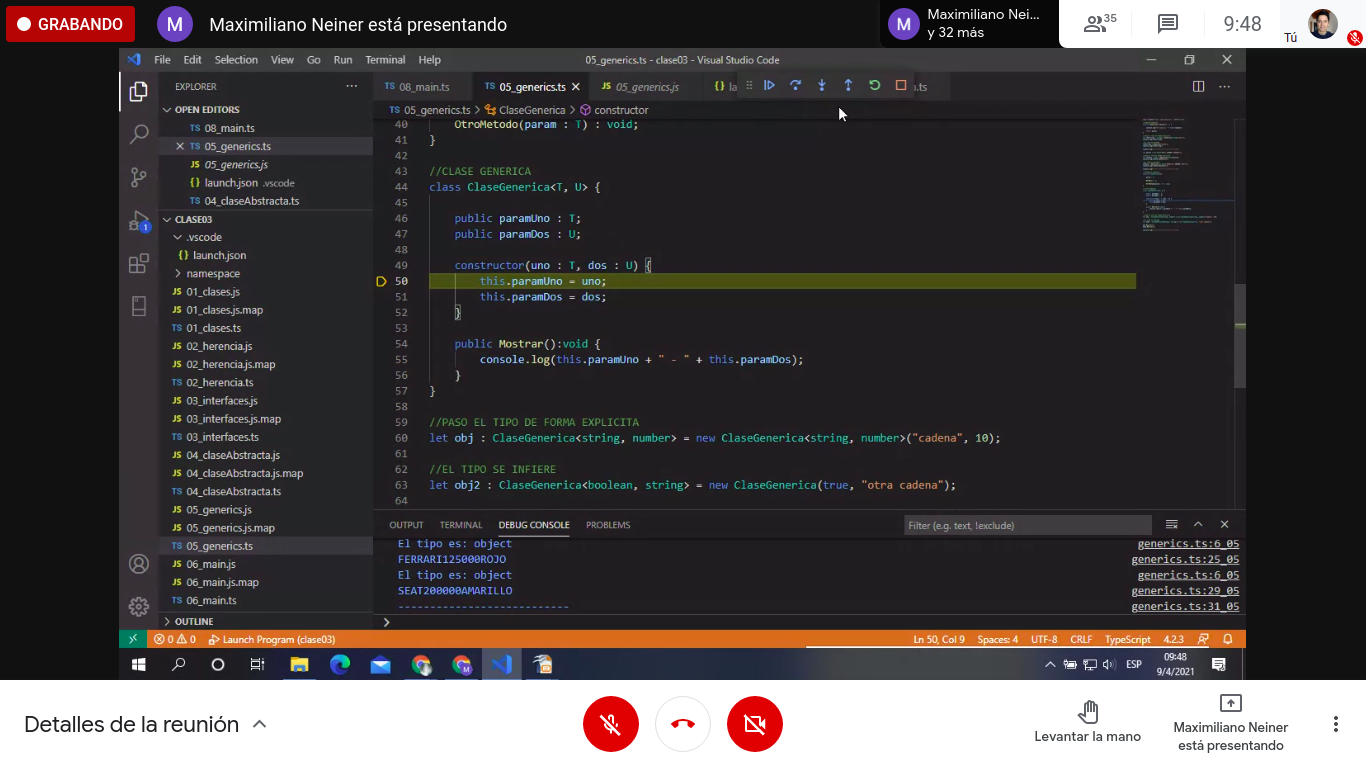 GRABANDO
M
Maximiliano Neiner está presentando
M
Maximiliano Nei...
y 32 más
35
9:48
Tú
File Edit Selection View Go Run Terminal Help
05_generics.ts - clase03 - Visual Studio Code
EXPLORER
OPEN EDITORS
TS 08_main.ts
TS 05_generics.ts
JS 05_generics.js
{} launch.json .vscode
TS 04_claseAbstracta.ts
CLASE03
.vscode
{} launch.json
namespace
JS 01_clases.js
JS 01_clases.js.map
TS 01_clases.ts
JS 02_herencia.js
JS 02_herencia.js.map
TS 02_herencia.ts
JS 03_interfaces.js
JS 03_interfaces.js.map
TS 03_interfaces.ts
JS 04_claseAbstracta.js
JS 04_claseAbstracta.js.map
TS 04_claseAbstracta.ts
JS 05_generics.js
JS 05_generics.js.map
TS 05_generics.ts
JS 06_main.js
JS 06_main.js.map
TS 06_main.ts
OUTLINE
1
TS 08_main.ts
TS 05_generics.ts
JS 05_generics.js
{} la
n.ts
TS 05_generics.ts > ClaseGenerica > constructor
40 OtroMetodo(param : T) : void;
41 }
42
43 //CLASE GENERICA
44 class ClaseGenerica<T, U> {
45
46 public paramUno : T;
47 public paramDos : U;
48
49 constructor(uno : T, dos : U) {
50 this.paramUno = uno;
51 this.paramDos = dos;
52 }
53
54 public Mostrar():void {
55 console.log(this.paramUno + " - " + this.paramDos);
56 }
57 }
58
59 //PASO EL TIPO DE FORMA EXPLICITA
60 let obj : ClaseGenerica<string, number> = new ClaseGenerica<string, number>("cadena", 10);
61
62 //EL TIPO SE INFIERE
63 let obj2 : ClaseGenerica<boolean, string> = new ClaseGenerica(true, "otra cadena");
64
OUTPUT TERMINAL DEBUG CONSOLE PROBLEMS
Filter (e.g. text, !exclude)
El tipo es: object generics.ts:6_05
FERRARI125000ROJO generics.ts:25_05
El tipo es: object generics.ts:6_05
SEAT200000AMARILLO generics.ts:29_05
--------------------------- generics.ts:31_05
0 0 Launch Program (clase03)
Ln 50, Col 9 Spaces: 4 UTF-8 CRLF TypeScript 4.2.3
M
ESP
09:48
9/4/2021
Detalles de la reunión
Levantar la mano
Maximiliano Neiner
está presentando